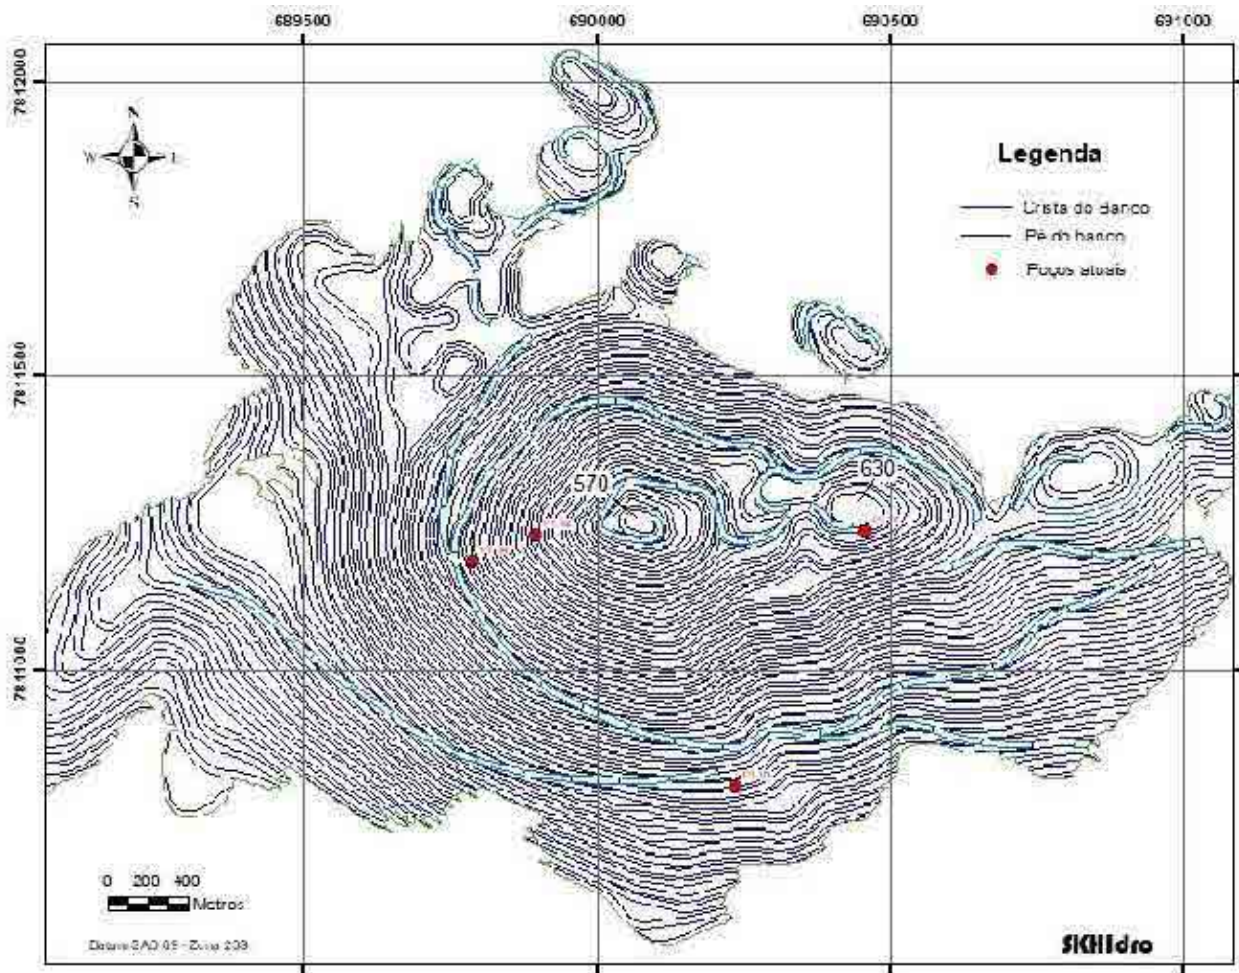 689500 690000 690500 691000
7812000
N
W
S
Legenda
Crista do Banco
Pé do banco
Poços atuais
7811500
630
570
7811000
0 200 400
Metros
SKHIdro